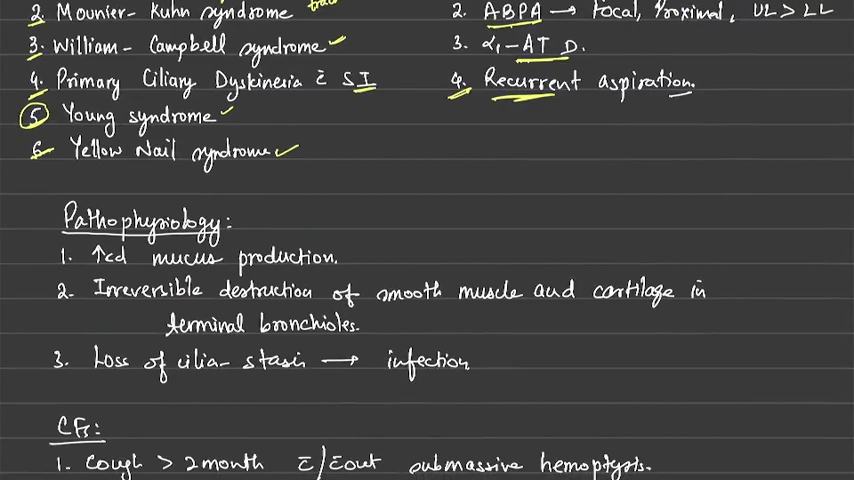 2. Mounier- Kuhn syndrome
3. William- Campbell syndrome
4. Primary Ciliary Dyskinesia c̄ SI
5 Young syndrome
6 Yellow Nail syndrome
2. ABPA → Focal, Proximal, UL > LL
3. α1-AT D.
4. Recurrent aspiration.
Pathophysiology:
1. ↑cd mucus production.
2. Irreversible destruction of smooth muscle and cartilage in
terminal bronchioles.
3. Loss of cilia- stasis → infection
CFs:
1. Cough > 2 month c̄/c̄out submassive hemoptysis.